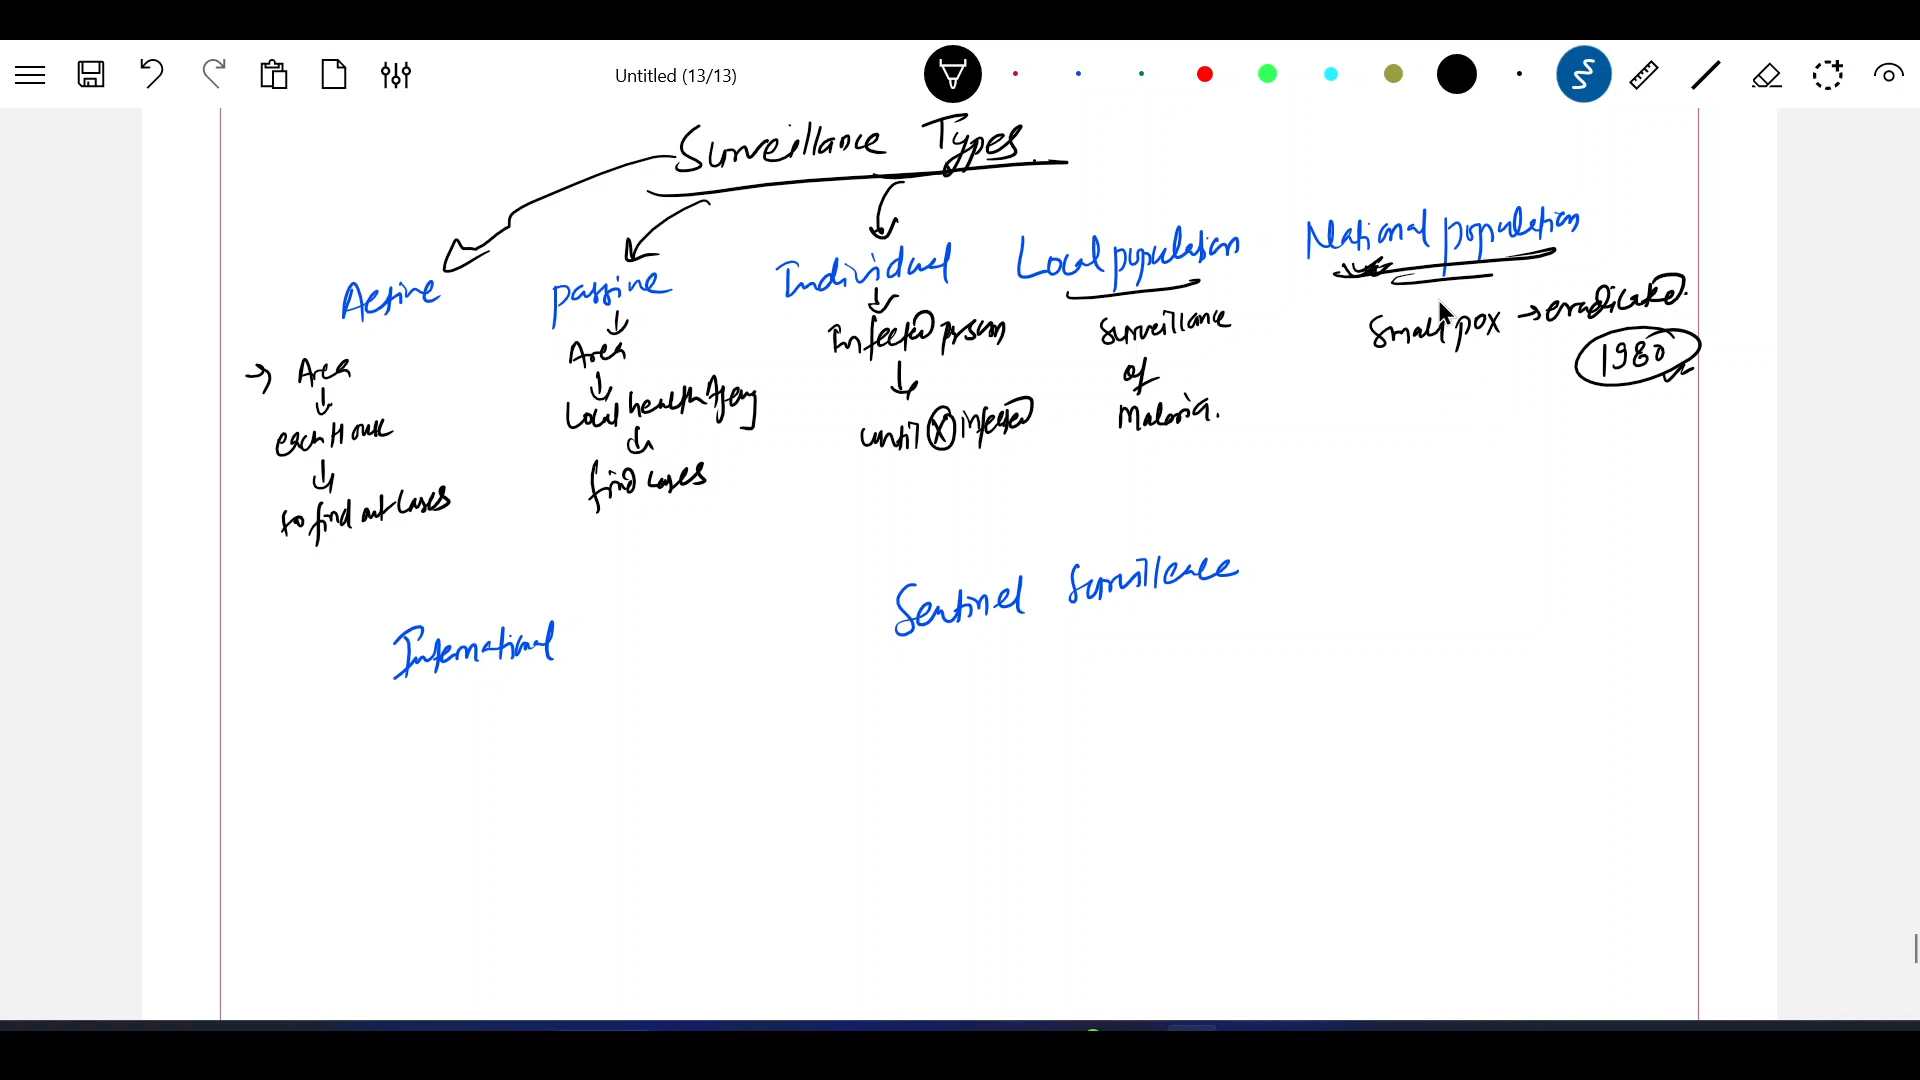 Untitled (13/13)
Surveillance Types
Active
→ Area
↓
each House
↓
to find out cases
passive
↓
Area
↓
Local health Agency
↓
find cases
Individual
↓
Infected person
↓
until X infected
Local population
Surveillance
of
Malaria.
National population
Small pox → eradicated.
1980
International
Sentinel Survillence